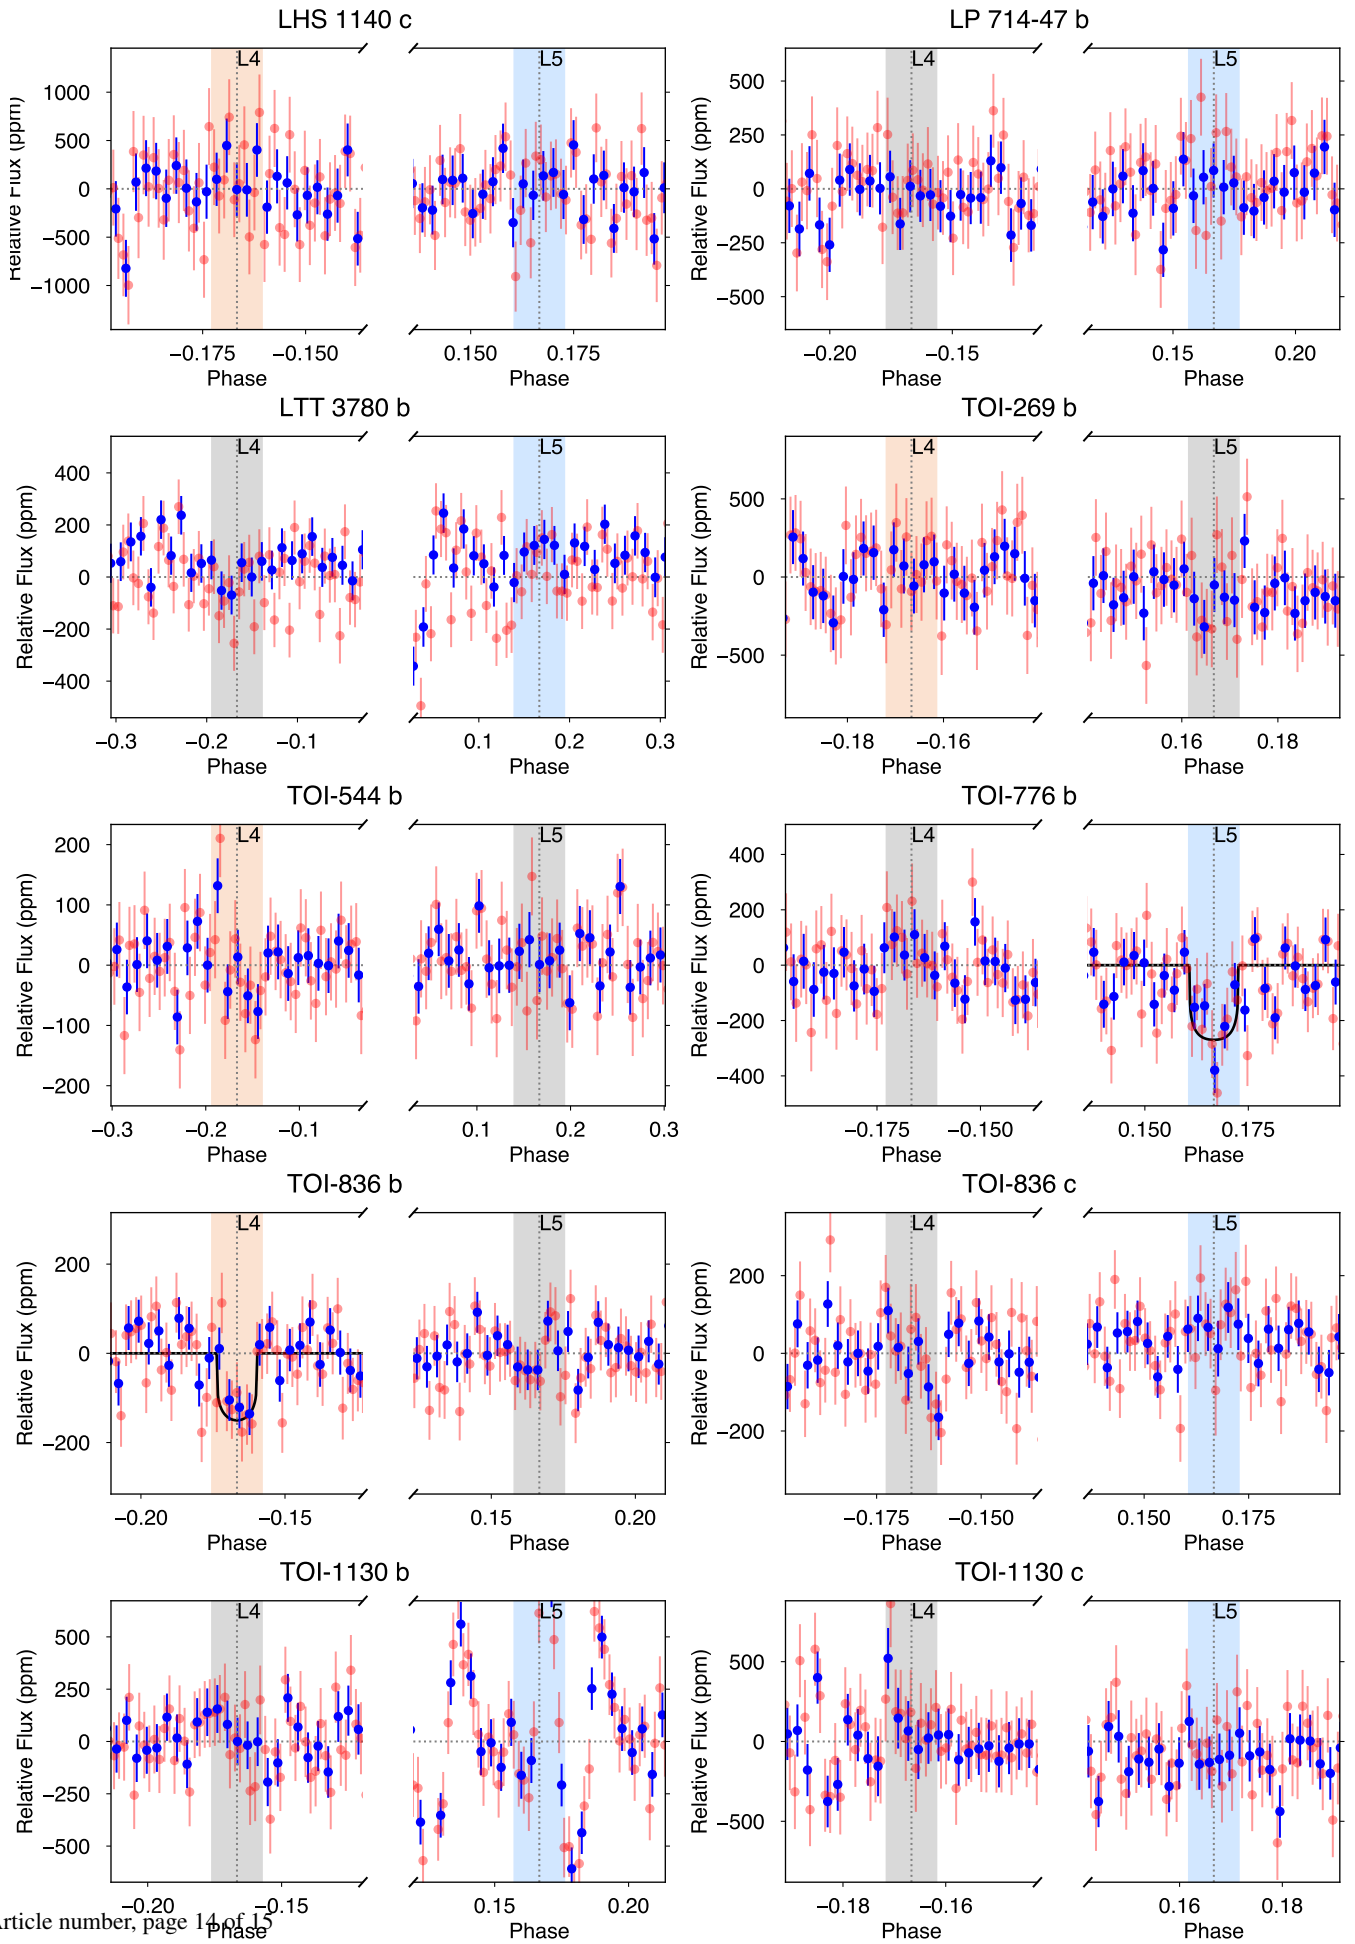 LHS 1140 c
LP 714-47 b
L4
L5
L4
L5
1000
500
0
−500
−1000
Relative Flux (ppm)
500
250
0
−250
−500
Relative Flux (ppm)
−0.175 −0.150 0.150 0.175
Phase Phase
−0.20 −0.15 0.15 0.20
Phase Phase
LTT 3780 b
TOI-269 b
L4
L5
L4
L5
400
200
0
−200
−400
Relative Flux (ppm)
500
0
−500
Relative Flux (ppm)
−0.3 −0.2 −0.1 0.1 0.2 0.3
Phase Phase
−0.18 −0.16 0.16 0.18
Phase Phase
TOI-544 b
TOI-776 b
L4
L5
L4
L5
200
100
0
−100
−200
Relative Flux (ppm)
400
200
0
−200
−400
Relative Flux (ppm)
−0.3 −0.2 −0.1 0.1 0.2 0.3
Phase Phase
−0.175 −0.150 0.150 0.175
Phase Phase
TOI-836 b
TOI-836 c
L4
L5
L4
L5
200
0
−200
Relative Flux (ppm)
200
0
−200
Relative Flux (ppm)
−0.20 −0.15 0.15 0.20
Phase Phase
−0.175 −0.150 0.150 0.175
Phase Phase
TOI-1130 b
TOI-1130 c
L4
L5
L4
L5
500
250
0
−250
−500
Relative Flux (ppm)
500
0
−500
Relative Flux (ppm)
−0.20 −0.15 0.15 0.20
Phase Phase
−0.18 −0.16 0.16 0.18
Phase Phase
Article number, page 14 of 15